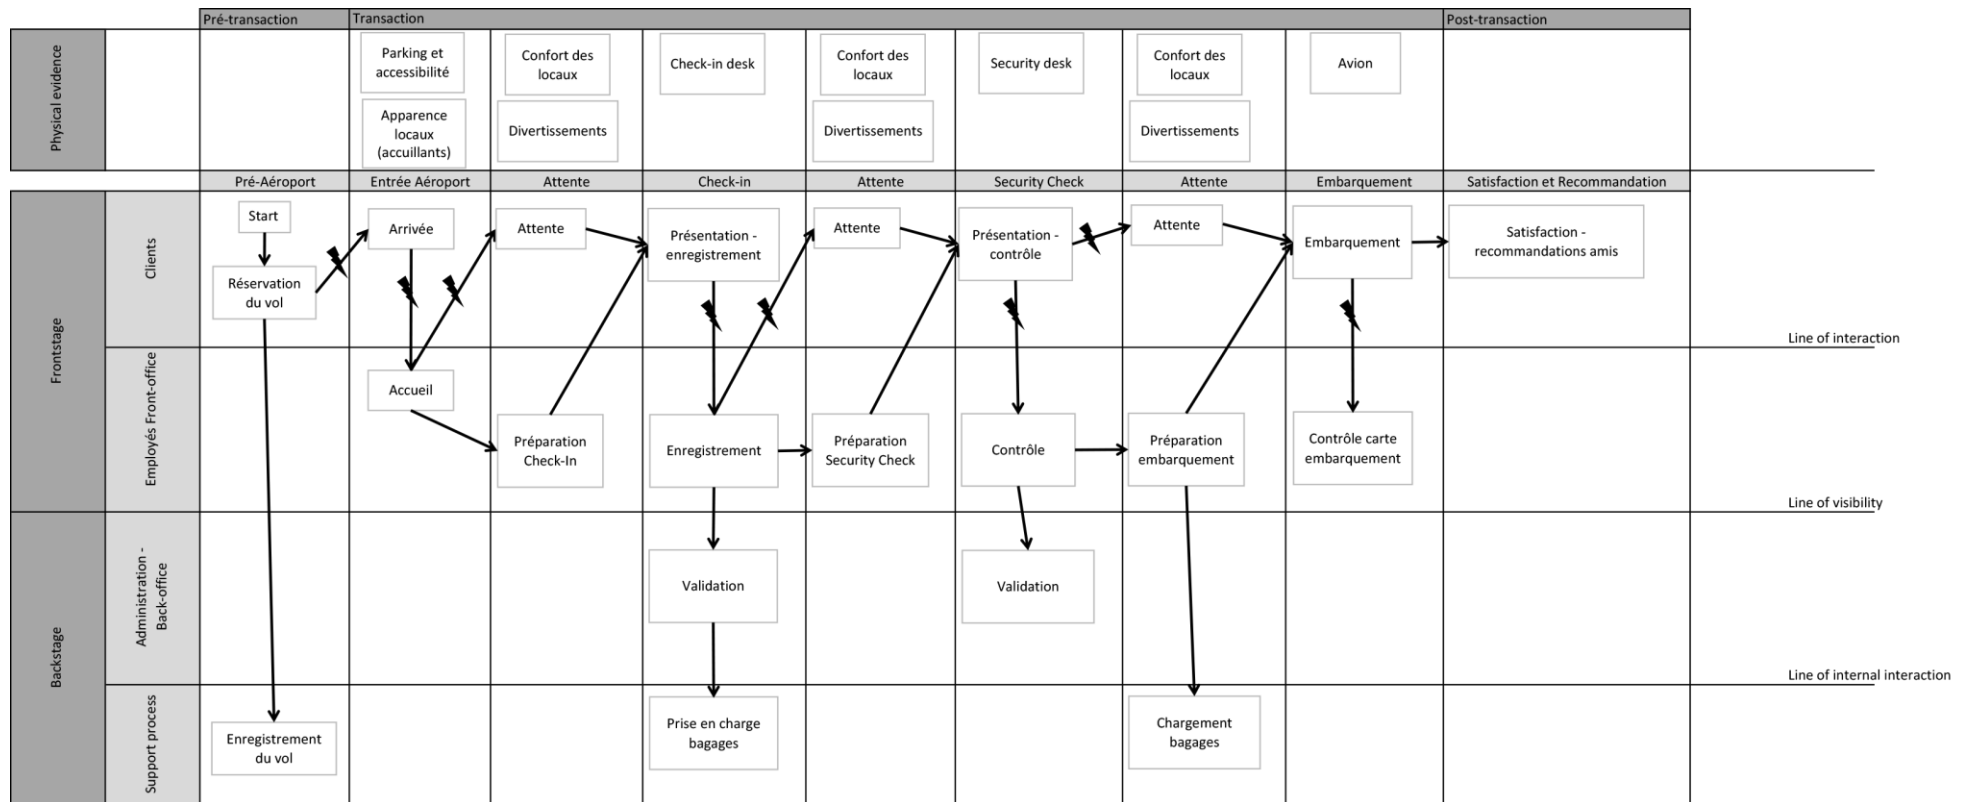 Pré-transaction
Transaction
Post-transaction
Physical evidence
Parking et
accessibilité
Confort des
locaux
Check-in desk
Confort des
locaux
Security desk
Confort des
locaux
Avion
Apparence
locaux
(accuillants)
Divertissements
Divertissements
Divertissements
Pré-Aéroport
Entrée Aéroport
Attente
Check-in
Attente
Security Check
Attente
Embarquement
Satisfaction et Recommandation
Frontstage
Clients
Start
Réservation
du vol
Arrivée
Attente
Présentation -
enregistrement
Attente
Présentation -
contrôle
Attente
Embarquement
Satisfaction -
recommandations amis
Line of interaction
Employés Front-office
Accueil
Préparation
Check-In
Enregistrement
Préparation
Security Check
Contrôle
Préparation
embarquement
Contrôle carte
embarquement
Line of visibility
Backstage
Administration -
Back-office
Validation
Validation
Line of internal interaction
Support process
Enregistrement
du vol
Prise en charge
bagages
Chargement
bagages